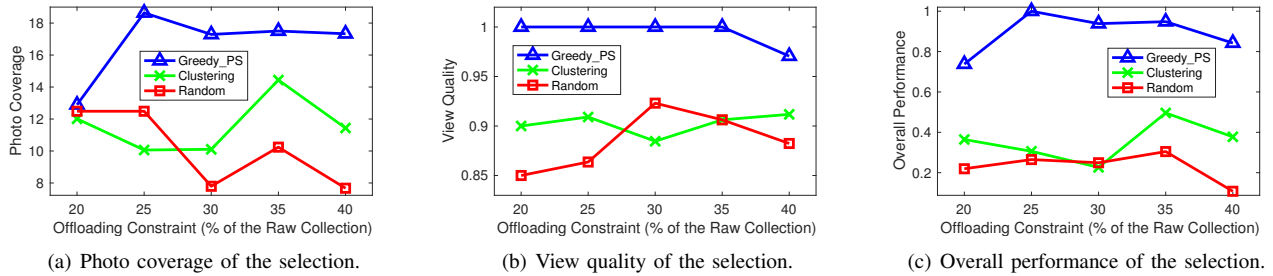 18
16
14
12
10
8
Photo Coverage
Greedy_PS
Clustering
Random
20 25 30 35 40
Offloading Constraint (% of the Raw Collection)
(a) Photo coverage of the selection.
1
0.95
0.9
0.85
View Quality
Greedy_PS
Clustering
Random
20 25 30 35 40
Offloading Constraint (% of the Raw Collection)
(b) View quality of the selection.
1
0.8
0.6
0.4
0.2
Overall Performance
Greedy_PS
Clustering
Random
20 25 30 35 40
Offloading Constraint (% of the Raw Collection)
(c) Overall performance of the selection.